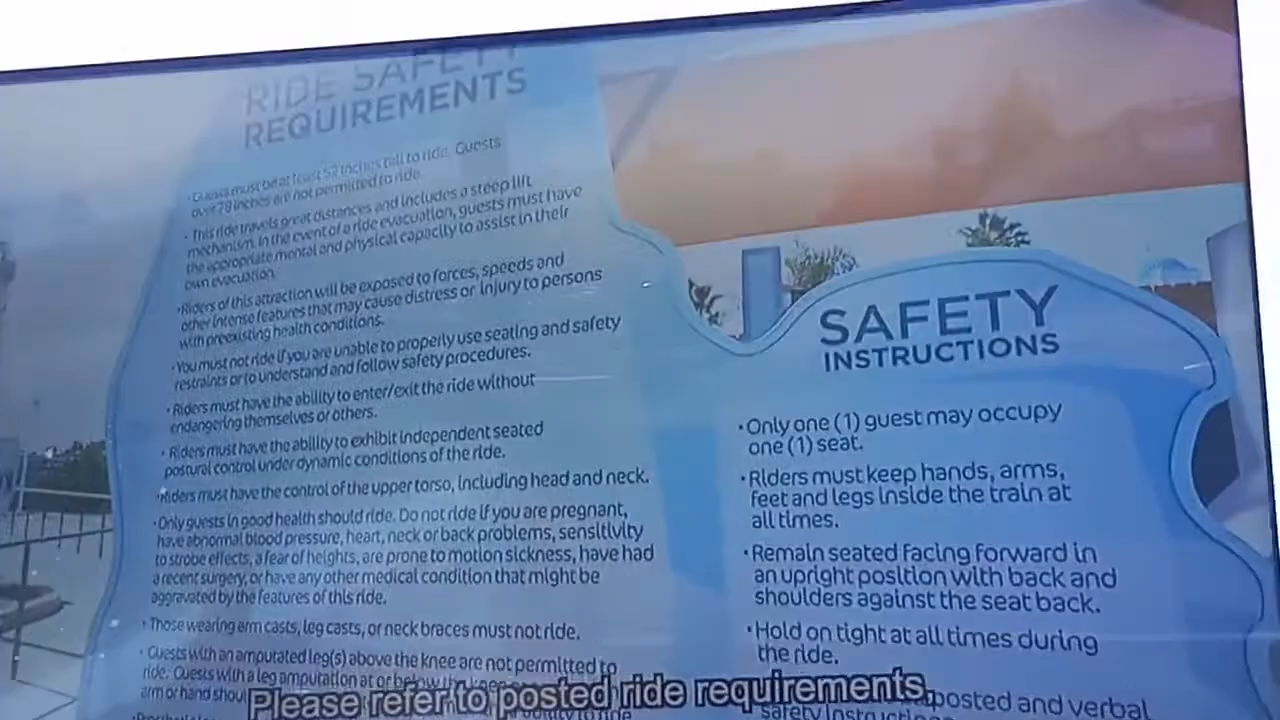 RIDE SAFETY
REQUIREMENTS
• Guests must be at least 52 inches tall to ride. Guests
over 78 inches are not permitted to ride.
• This ride travels great distances and includes a steep lift
mechanism. In the event of a ride evacuation, guests must have
the appropriate mental and physical capacity to assist in their
own evacuation.
•Riders of this attraction will be exposed to forces, speeds and
other intense features that may cause distress or injury to persons
with preexisting health conditions.
•You must not ride if you are unable to properly use seating and safety
restraints or to understand and follow safety procedures.
• Riders must have the ability to enter/exit the ride without
endangering themselves or others.
• Riders must have the ability to exhibit independent seated
postural control under dynamic conditions of the ride.
•Riders must have the control of the upper torso, including head and neck.
•Only guests in good health should ride. Do not ride if you are pregnant,
have abnormal blood pressure, heart, neck or back problems, sensitivity
to strobe effects, a fear of heights, are prone to motion sickness, have had
a recent surgery, or have any other medical condition that might be
aggravated by the features of this ride.
• Those wearing arm casts, leg casts, or neck braces must not ride.
• Guests with an amputated leg(s) above the knee are not permitted to
ride. Guests with a leg amputation at or below the knee
arm or hand
SAFETY
INSTRUCTIONS
•Only one (1) guest may occupy
one (1) seat.
•Riders must keep hands, arms,
feet and legs inside the train at
all times.
•Remain seated facing forward in
an upright position with back and
shoulders against the seat back.
•Hold on tight at all times during
the ride.
posted and verbal
safety instructions
Please refer to posted ride requirements.